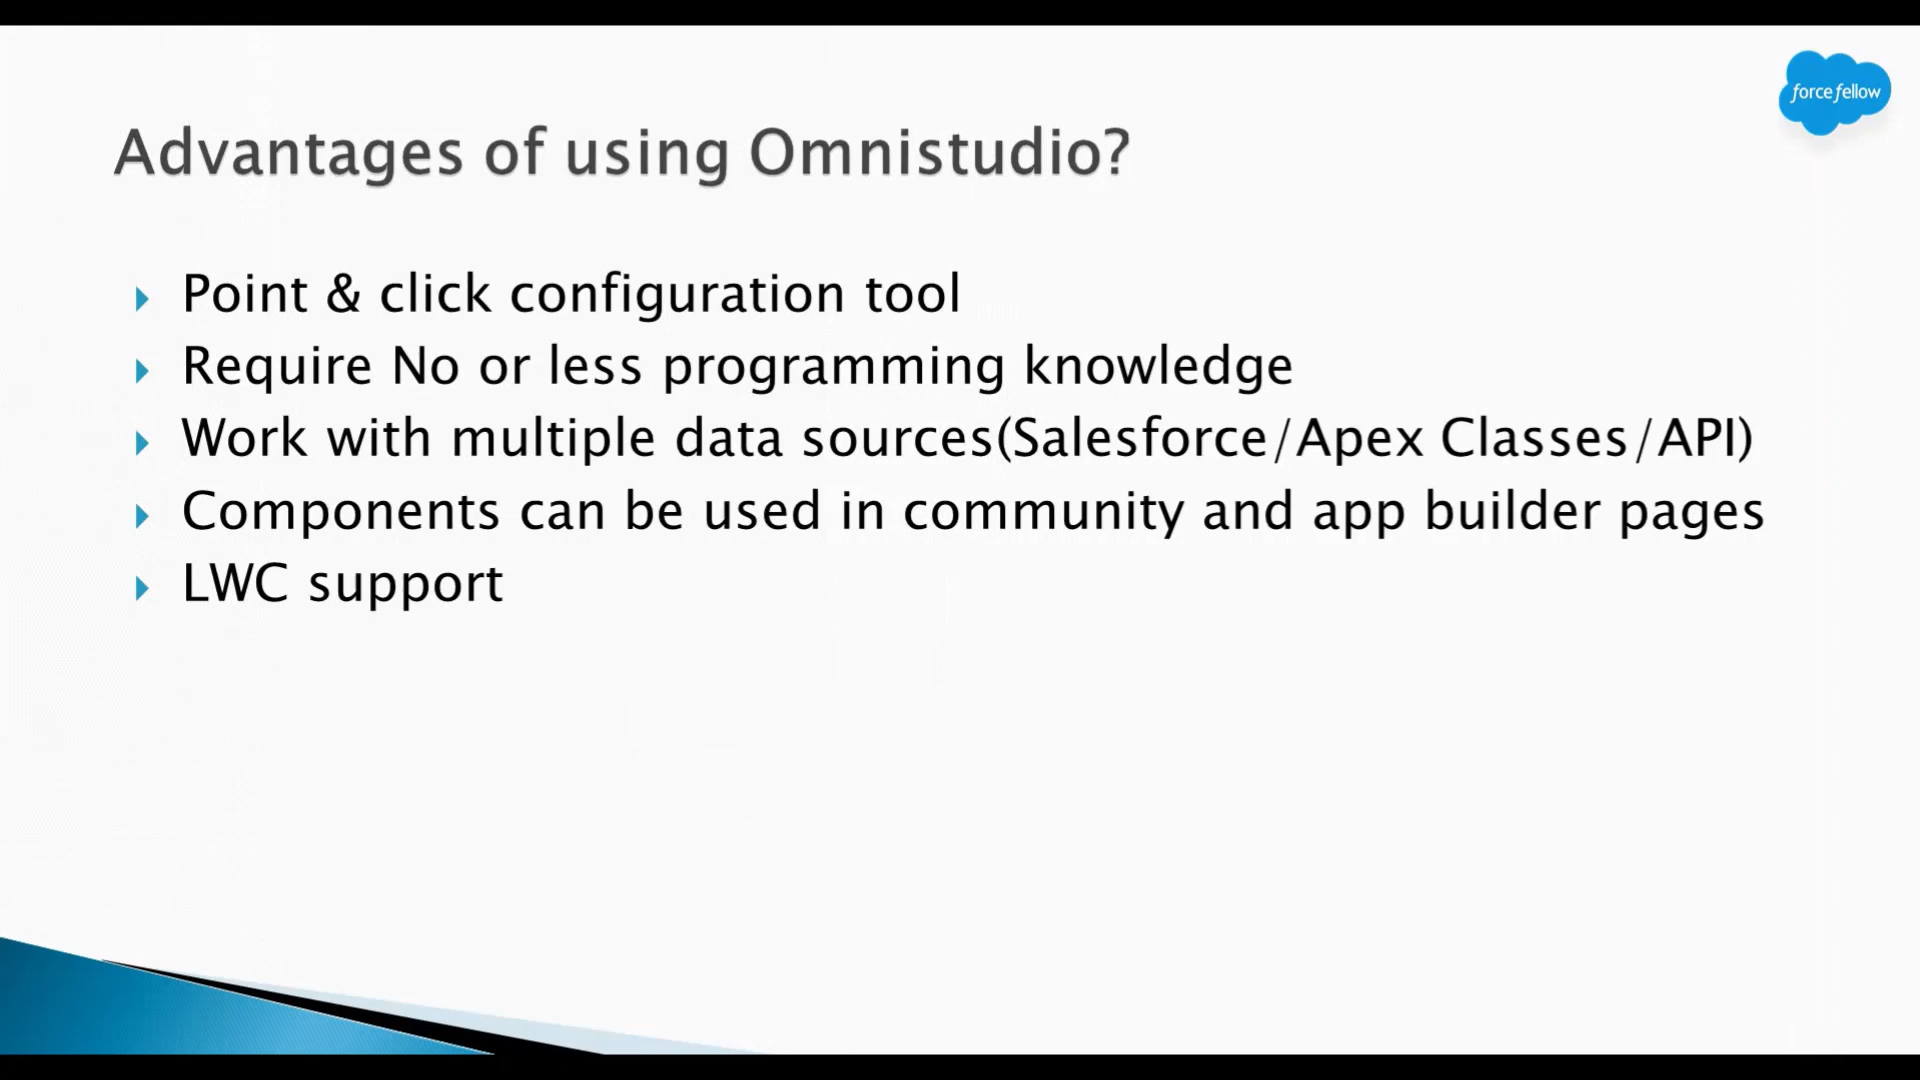 force fellow
Advantages of using Omnistudio?
Point & click configuration tool
Require No or less programming knowledge
Work with multiple data sources(Salesforce/Apex Classes/API)
Components can be used in community and app builder pages
LWC support